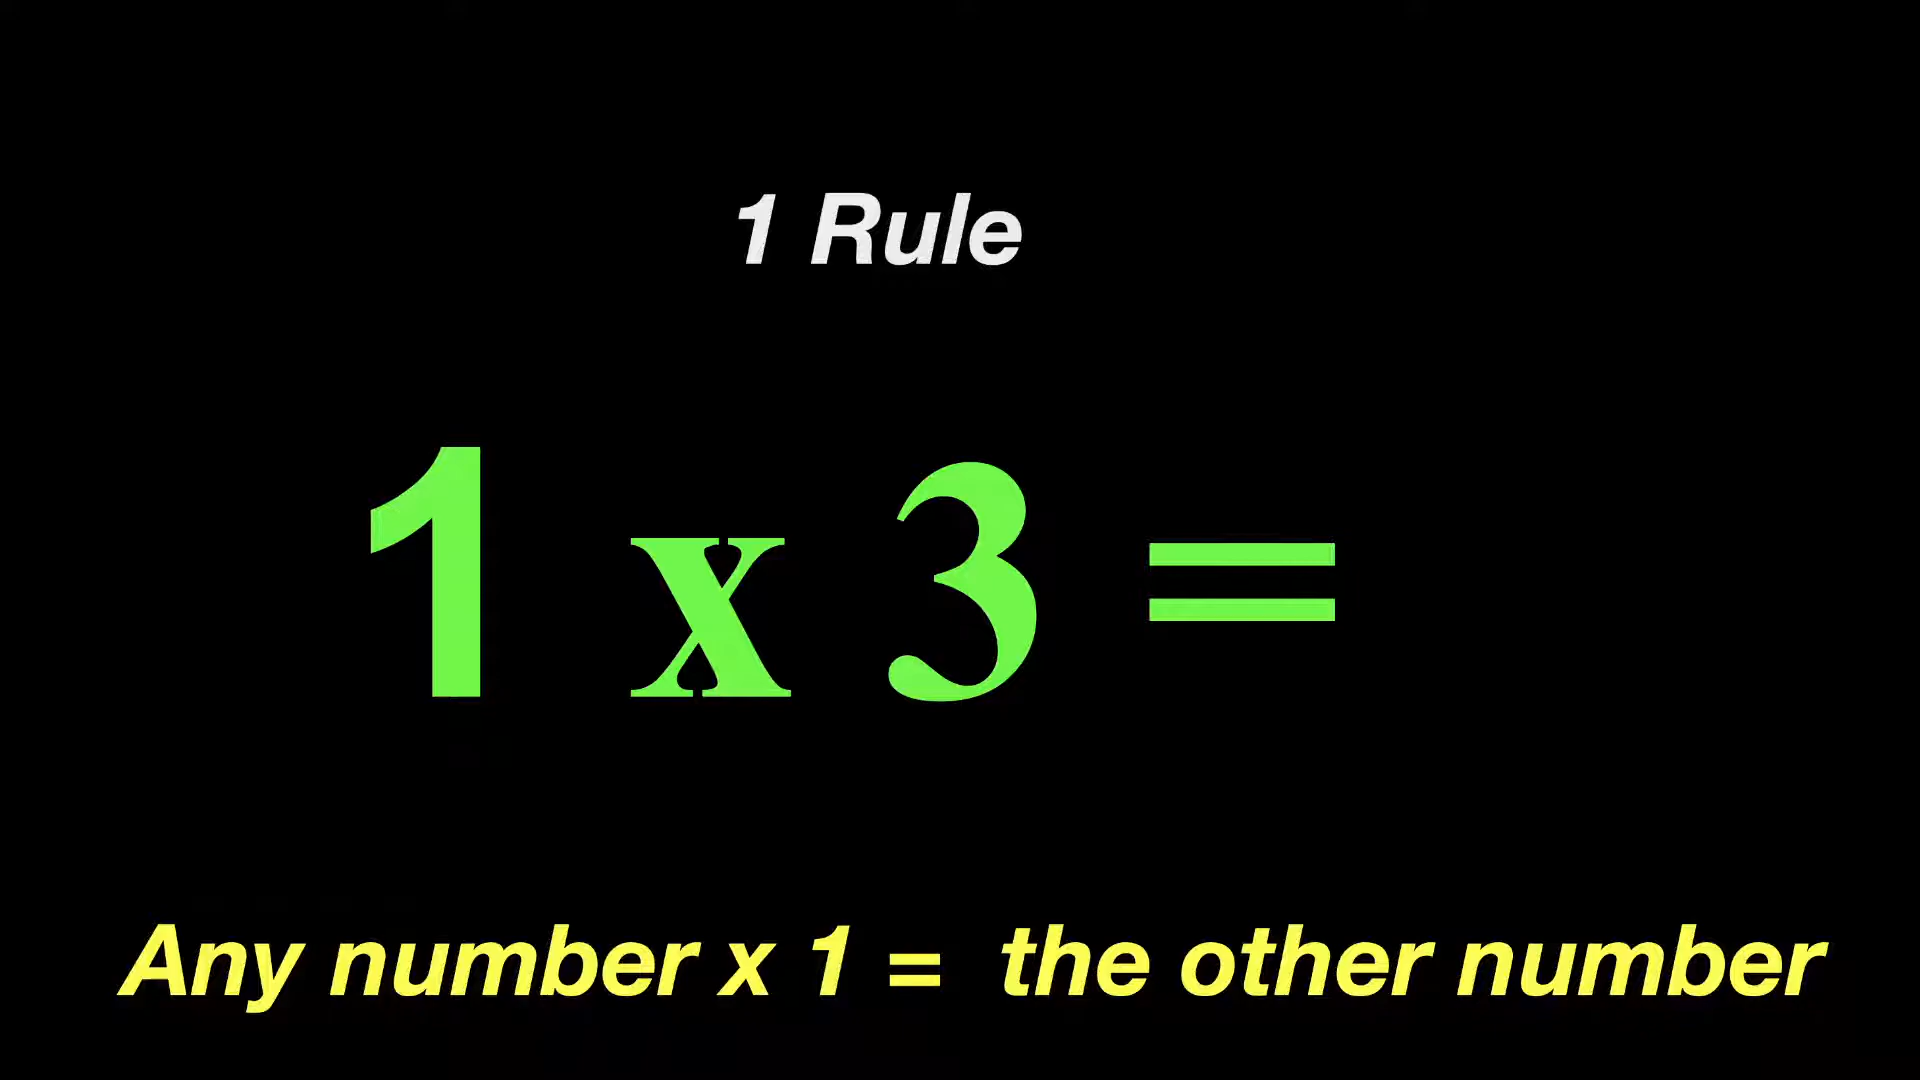 1 Rule
1 x 3 =
Any number x 1 = the other number